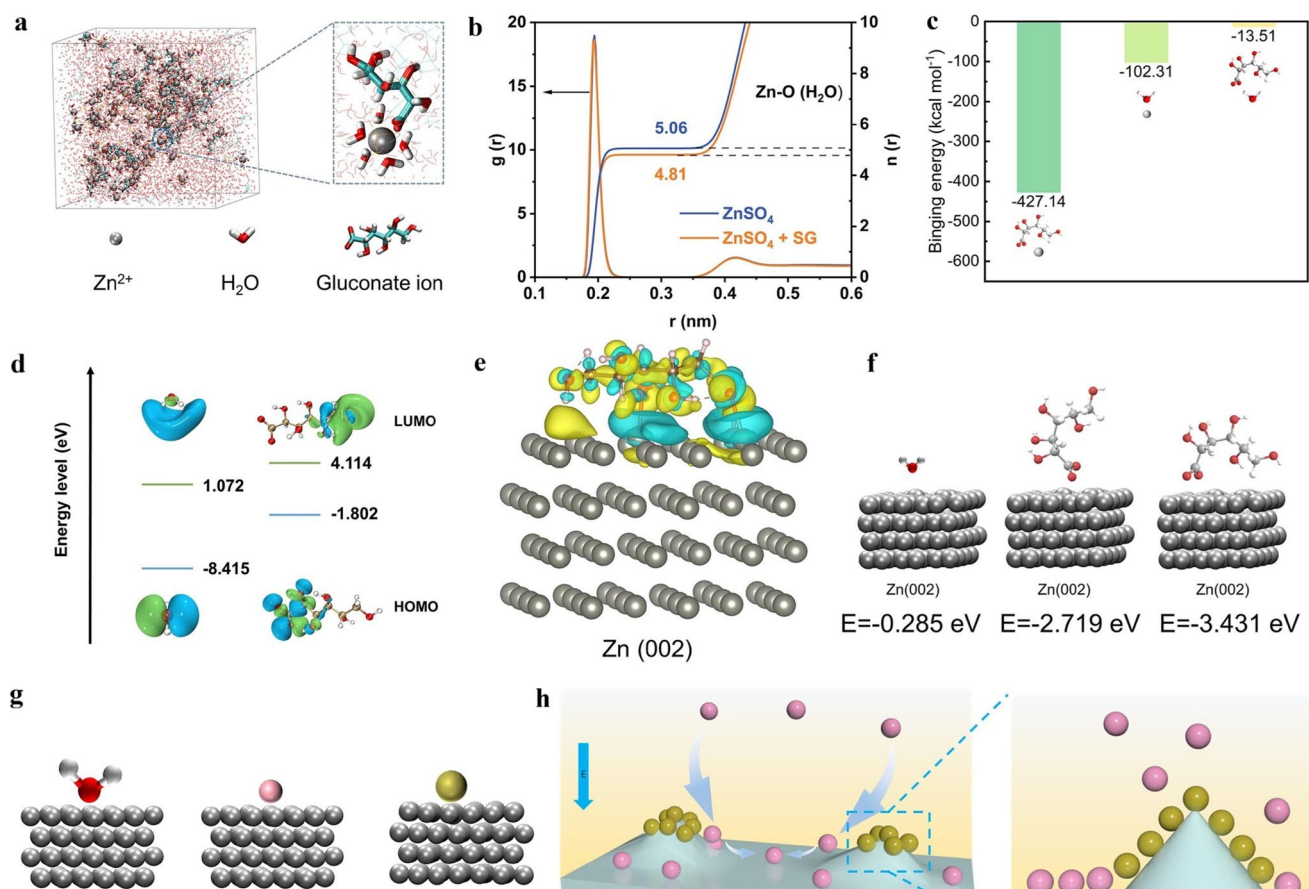 a
Zn2+
H2O
Gluconate ion
b
20
15
10
5
0
g (r)
0.1
0.2
0.3
0.4
0.5
0.6
r (nm)
10
8
6
4
2
0
n (r)
Zn-O (H2O)
5.06
4.81
ZnSO4
ZnSO4 + SG
c
0
-100
-200
-300
-400
-500
-600
Binging energy (kcal mol-1)
-427.14
-102.31
-13.51
d
Energy level (eV)
LUMO
4.114
1.072
-1.802
-8.415
HOMO
e
Zn (002)
f
Zn(002)
E=-0.285 eV
Zn(002)
E=-2.719 eV
Zn(002)
E=-3.431 eV
g
h
E